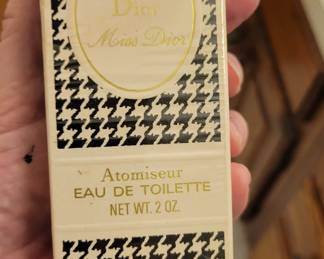 Dior
Miss Dior
Atomiseur
EAU DE TOILETTE
NET WT. 2 OZ.